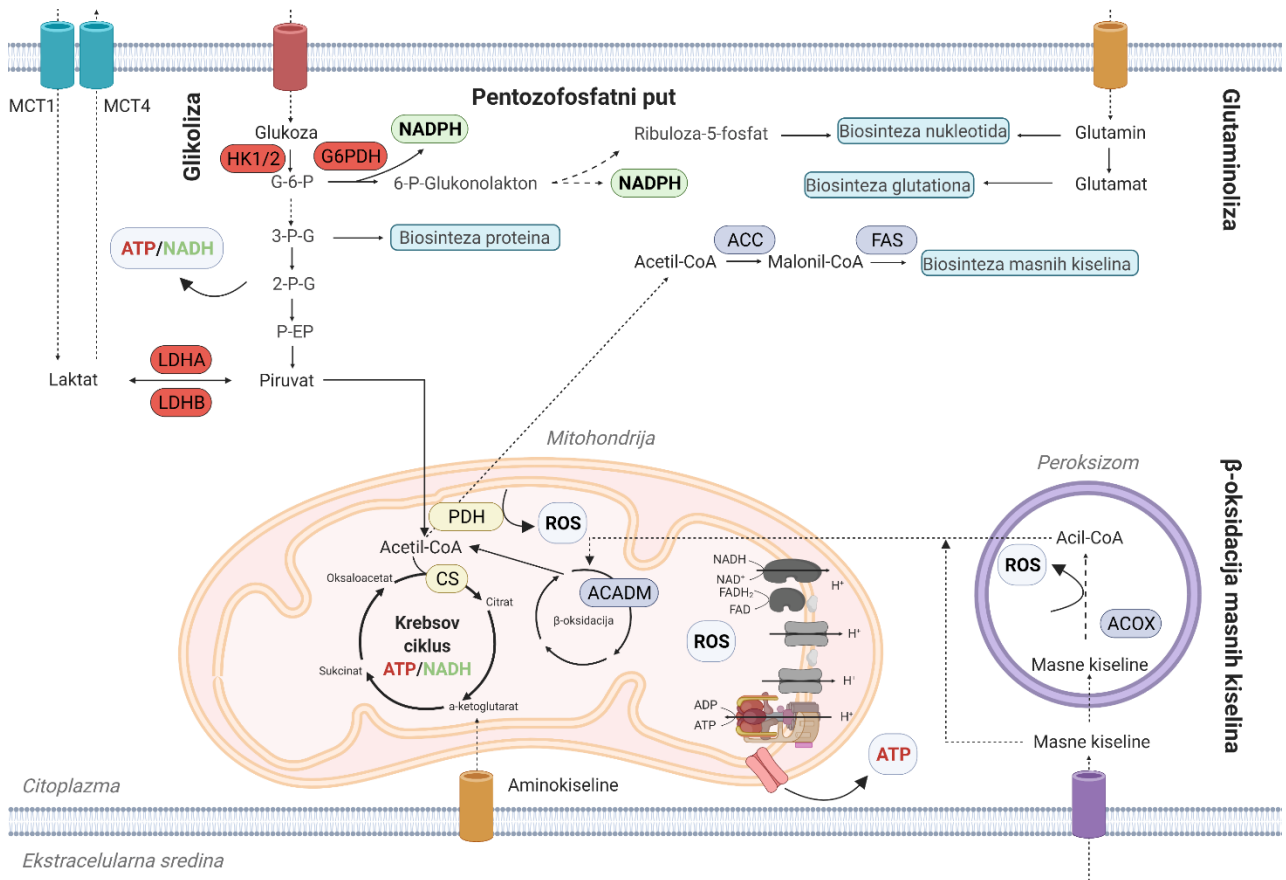 MCT1
MCT4
Glikoliza
Pentozofosfatni put
Glutaminoliza
Glukoza
NADPH
Ribuloza-5-fosfat
Biosinteza nukleotida
Glutamin
HK1/2
G6PDH
G-6-P
6-P-Glukonolakton
NADPH
Biosinteza glutationa
Glutamat
3-P-G
Biosinteza proteina
ATP/NADH
Acetil-CoA
ACC
Malonil-CoA
FAS
Biosinteza masnih kiselina
2-P-G
P-EP
Laktat
LDHA
LDHB
Piruvat
Mitohondrija
Peroksizom
β-oksidacija masnih kiselina
PDH
ROS
Acetil-CoA
Oksaloacetat
CS
Citrat
Krebsov
ciklus
ATP/NADH
Sukcinat
a-ketoglutarat
ACADM
β-oksidacija
ROS
NADH
NAD⁺
FADH₂
FAD
H⁺
H⁺
H⁺
ADP
ATP
H⁺
ATP
Acil-CoA
ROS
ACOX
Masne kiseline
Masne kiseline
Aminokiseline
Citoplazma
Ekstracelularna sredina